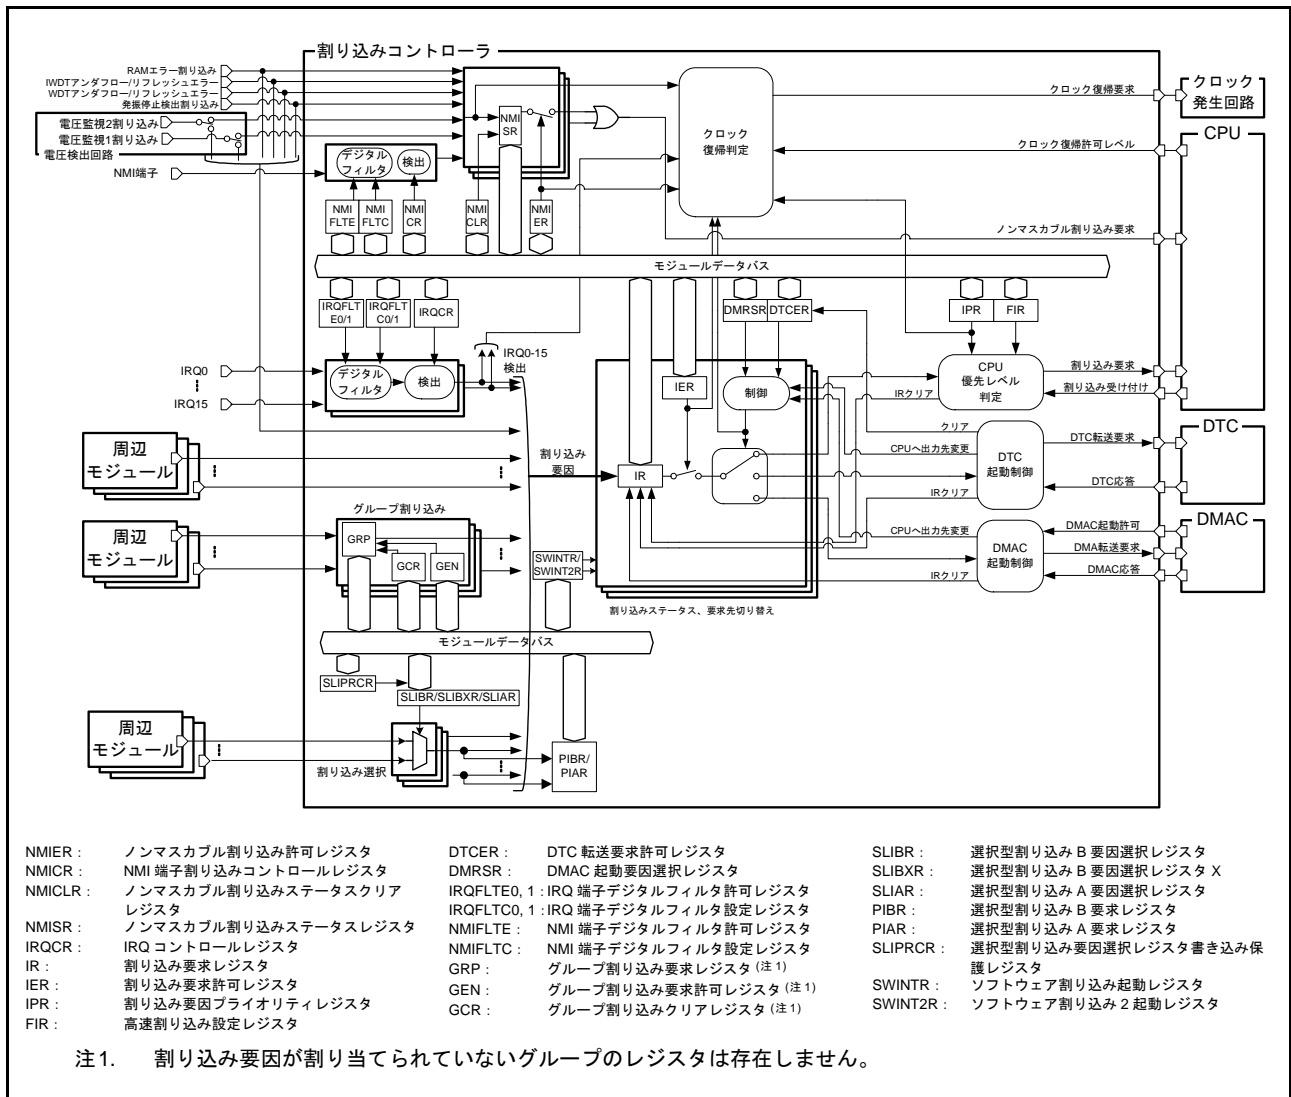 割り込みコントローラ
RAMエラー割り込み
IWDTアンダフロー/リフレッシュエラー
WDTアンダフロー/リフレッシュエラー
発振停止検出割り込み
電圧監視2割り込み
電圧監視1割り込み
電圧検出回路
NMI端子
デジタル
フィルタ
検出
NMI
SR
NMI
FLTE
NMI
FLTC
NMI
CR
NMI
CLR
NMI
ER
クロック
復帰判定
クロック復帰要求
クロック
発生回路
クロック復帰許可レベル
CPU
ノンマスカブル割り込み要求
モジュールデータバス
IRQFLT
E0/1
IRQFLT
C0/1
IRQCR
DMRSR
DTCER
IPR
FIR
IRQ0-15
検出
IRQ0
IRQ15
デジタル
フィルタ
検出
IER
制御
CPU
優先レベル
判定
割り込み要求
割り込み受け付け
IRクリア
クリア
CPUへ出力先変更
IRクリア
DTC
起動制御
DTC転送要求
DTC応答
DTC
周辺
モジュール
割り込み
要因
IR
グループ割り込み
周辺
モジュール
GRP
GCR
GEN
SWINTR/
SWINT2R
CPUへ出力先変更
IRクリア
DMAC
起動制御
DMAC起動許可
DMA転送要求
DMAC応答
DMAC
割り込みステータス、要求先切り替え
モジュールデータバス
SLIPRCR
SLIBR/SLIBXR/SLIAR
周辺
モジュール
割り込み選択
PIBR/
PIAR
NMIER : ノンマスカブル割り込み許可レジスタ
NMICR : NMI 端子割り込みコントロールレジスタ
NMICLR : ノンマスカブル割り込みステータスクリア
レジスタ
NMISR : ノンマスカブル割り込みステータスレジスタ
IRQCR : IRQ コントロールレジスタ
IR : 割り込み要求レジスタ
IER : 割り込み要求許可レジスタ
IPR : 割り込み要因プライオリティレジスタ
FIR : 高速割り込み設定レジスタ
DTCER : DTC 転送要求許可レジスタ
DMRSR : DMAC 起動要因選択レジスタ
IRQFLTE0, 1 : IRQ 端子デジタルフィルタ許可レジスタ
IRQFLTC0, 1 : IRQ 端子デジタルフィルタ設定レジスタ
NMIFLTE : NMI 端子デジタルフィルタ許可レジスタ
NMIFLTC : NMI 端子デジタルフィルタ設定レジスタ
GRP : グループ割り込み要求レジスタ (注 1)
GEN : グループ割り込み要求許可レジスタ (注 1)
GCR : グループ割り込みクリアレジスタ (注 1)
SLIBR : 選択型割り込み B 要因選択レジスタ
SLIBXR : 選択型割り込み B 要因選択レジスタ X
SLIAR : 選択型割り込み A 要因選択レジスタ
PIBR : 選択型割り込み B 要求レジスタ
PIAR : 選択型割り込み A 要求レジスタ
SLIPRCR : 選択型割り込み要因選択レジスタ書き込み保
護レジスタ
SWINTR : ソフトウェア割り込み起動レジスタ
SWINT2R : ソフトウェア割り込み 2 起動レジスタ
注1. 割り込み要因が割り当てられていないグループのレジスタは存在しません。